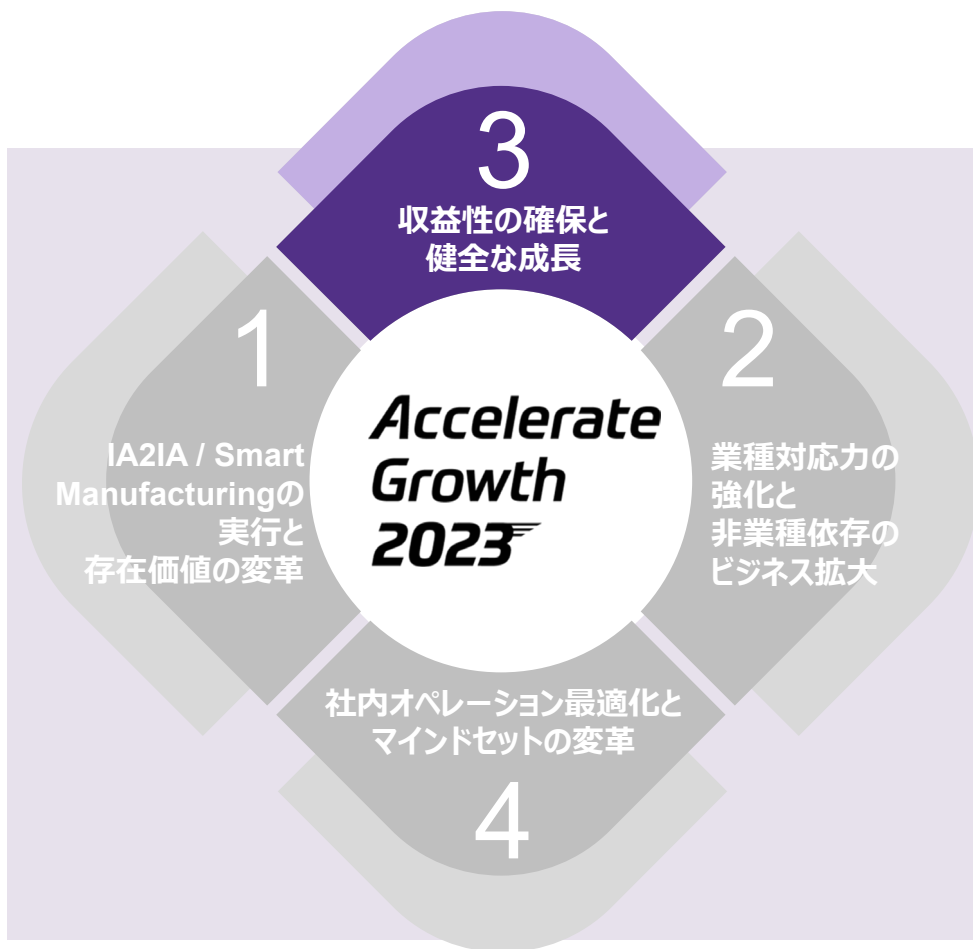 3
収益性の確保と
健全な成長
1
IA2IA / Smart
Manufacturingの
実行と
存在価値の変革
Accelerate
Growth
2023
2
業種対応力の
強化と
非業種依存の
ビジネス拡大
社内オペレーション最適化と
マインドセットの変革
4